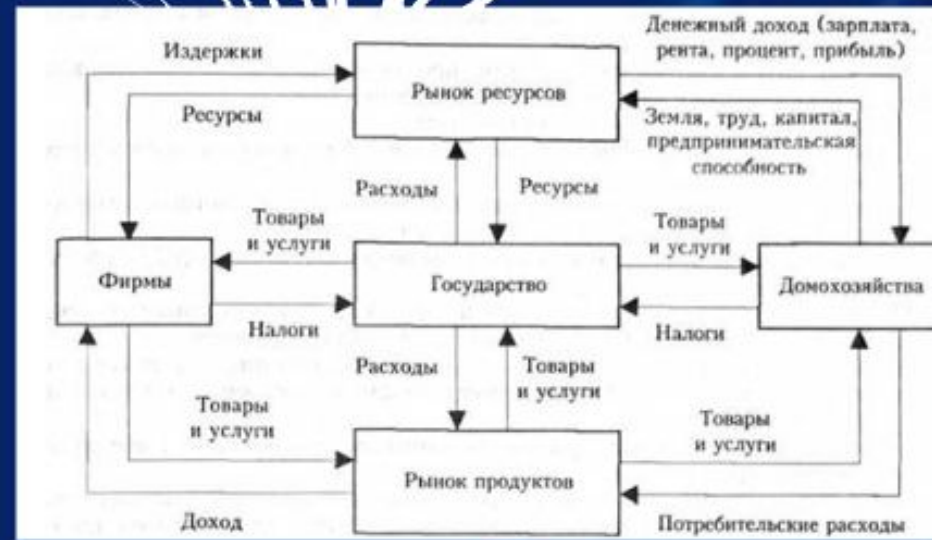 Издержки
Рынок ресурсов
Денежный доход (зарплата,
рента, процент, прибыль)
Ресурсы
Земля, труд, капитал,
предпринимательская
способность
Расходы
Ресурсы
Товары
и услуги
Товары
и услуги
Фирмы
Государство
Домохозяйства
Налоги
Налоги
Расходы
Товары
и услуги
Товары
и услуги
Товары
и услуги
Рынок продуктов
Доход
Потребительские расходы